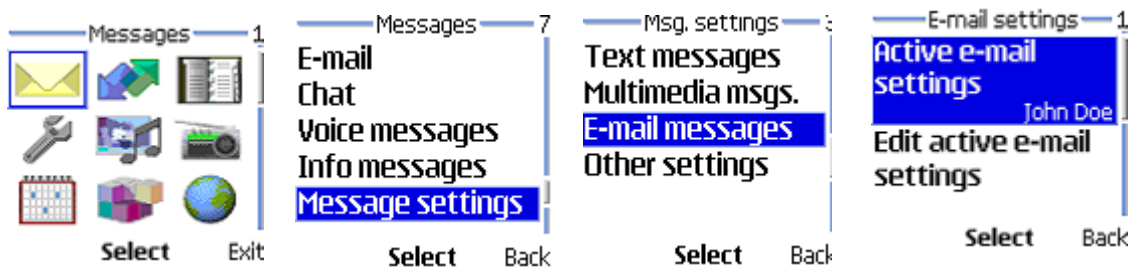 Messages 1
Select Exit
Messages 7
E-mail
Chat
Voice messages
Info messages
Message settings
Select Back
Msg. settings
Text messages
Multimedia msgs.
E-mail messages
Other settings
Select Back
E-mail settings 1
Active e-mail
settings
John Doe
Edit active e-mail
settings
Select Back